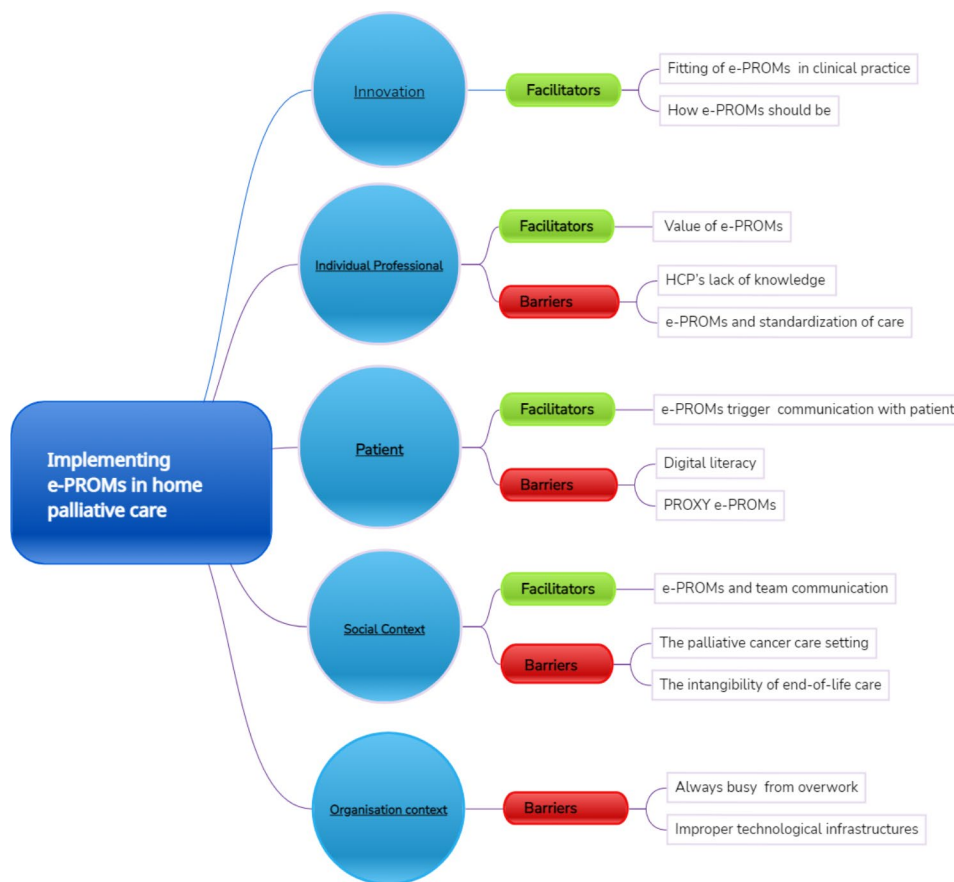 Implementing
e-PROMs in home
palliative care
Innovation
Facilitators
Fitting of e-PROMs in clinical practice
How e-PROMs should be
Individual Professional
Facilitators
Value of e-PROMs
Barriers
HCP's lack of knowledge
e-PROMs and standardization of care
Patient
Facilitators
e-PROMs trigger communication with patient
Barriers
Digital literacy
PROXY e-PROMs
Social Context
Facilitators
e-PROMs and team communication
Barriers
The palliative cancer care setting
The intangibility of end-of-life care
Organisation context
Barriers
Always busy from overwork
Improper technological infrastructures